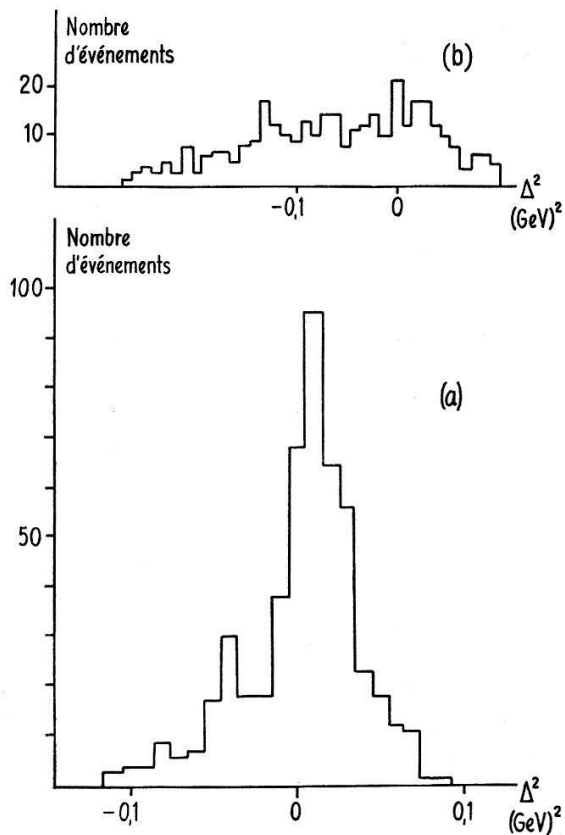 Nombre
d'événements
(b)
20
10
-0,1
0
Δ²
(GeV)²
Nombre
d'événements
100
(a)
50
-0,1
0
0,1
Δ²
(GeV)²